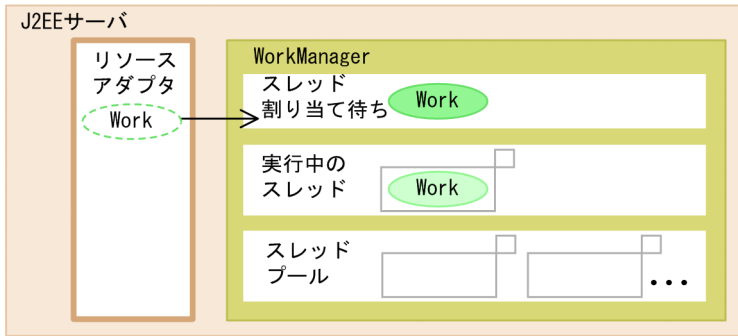 J2EEサーバ
リソース
アダプタ
Work
WorkManager
スレッド
割り当て待ち
Work
実行中の
スレッド
Work
スレッド
プール
...